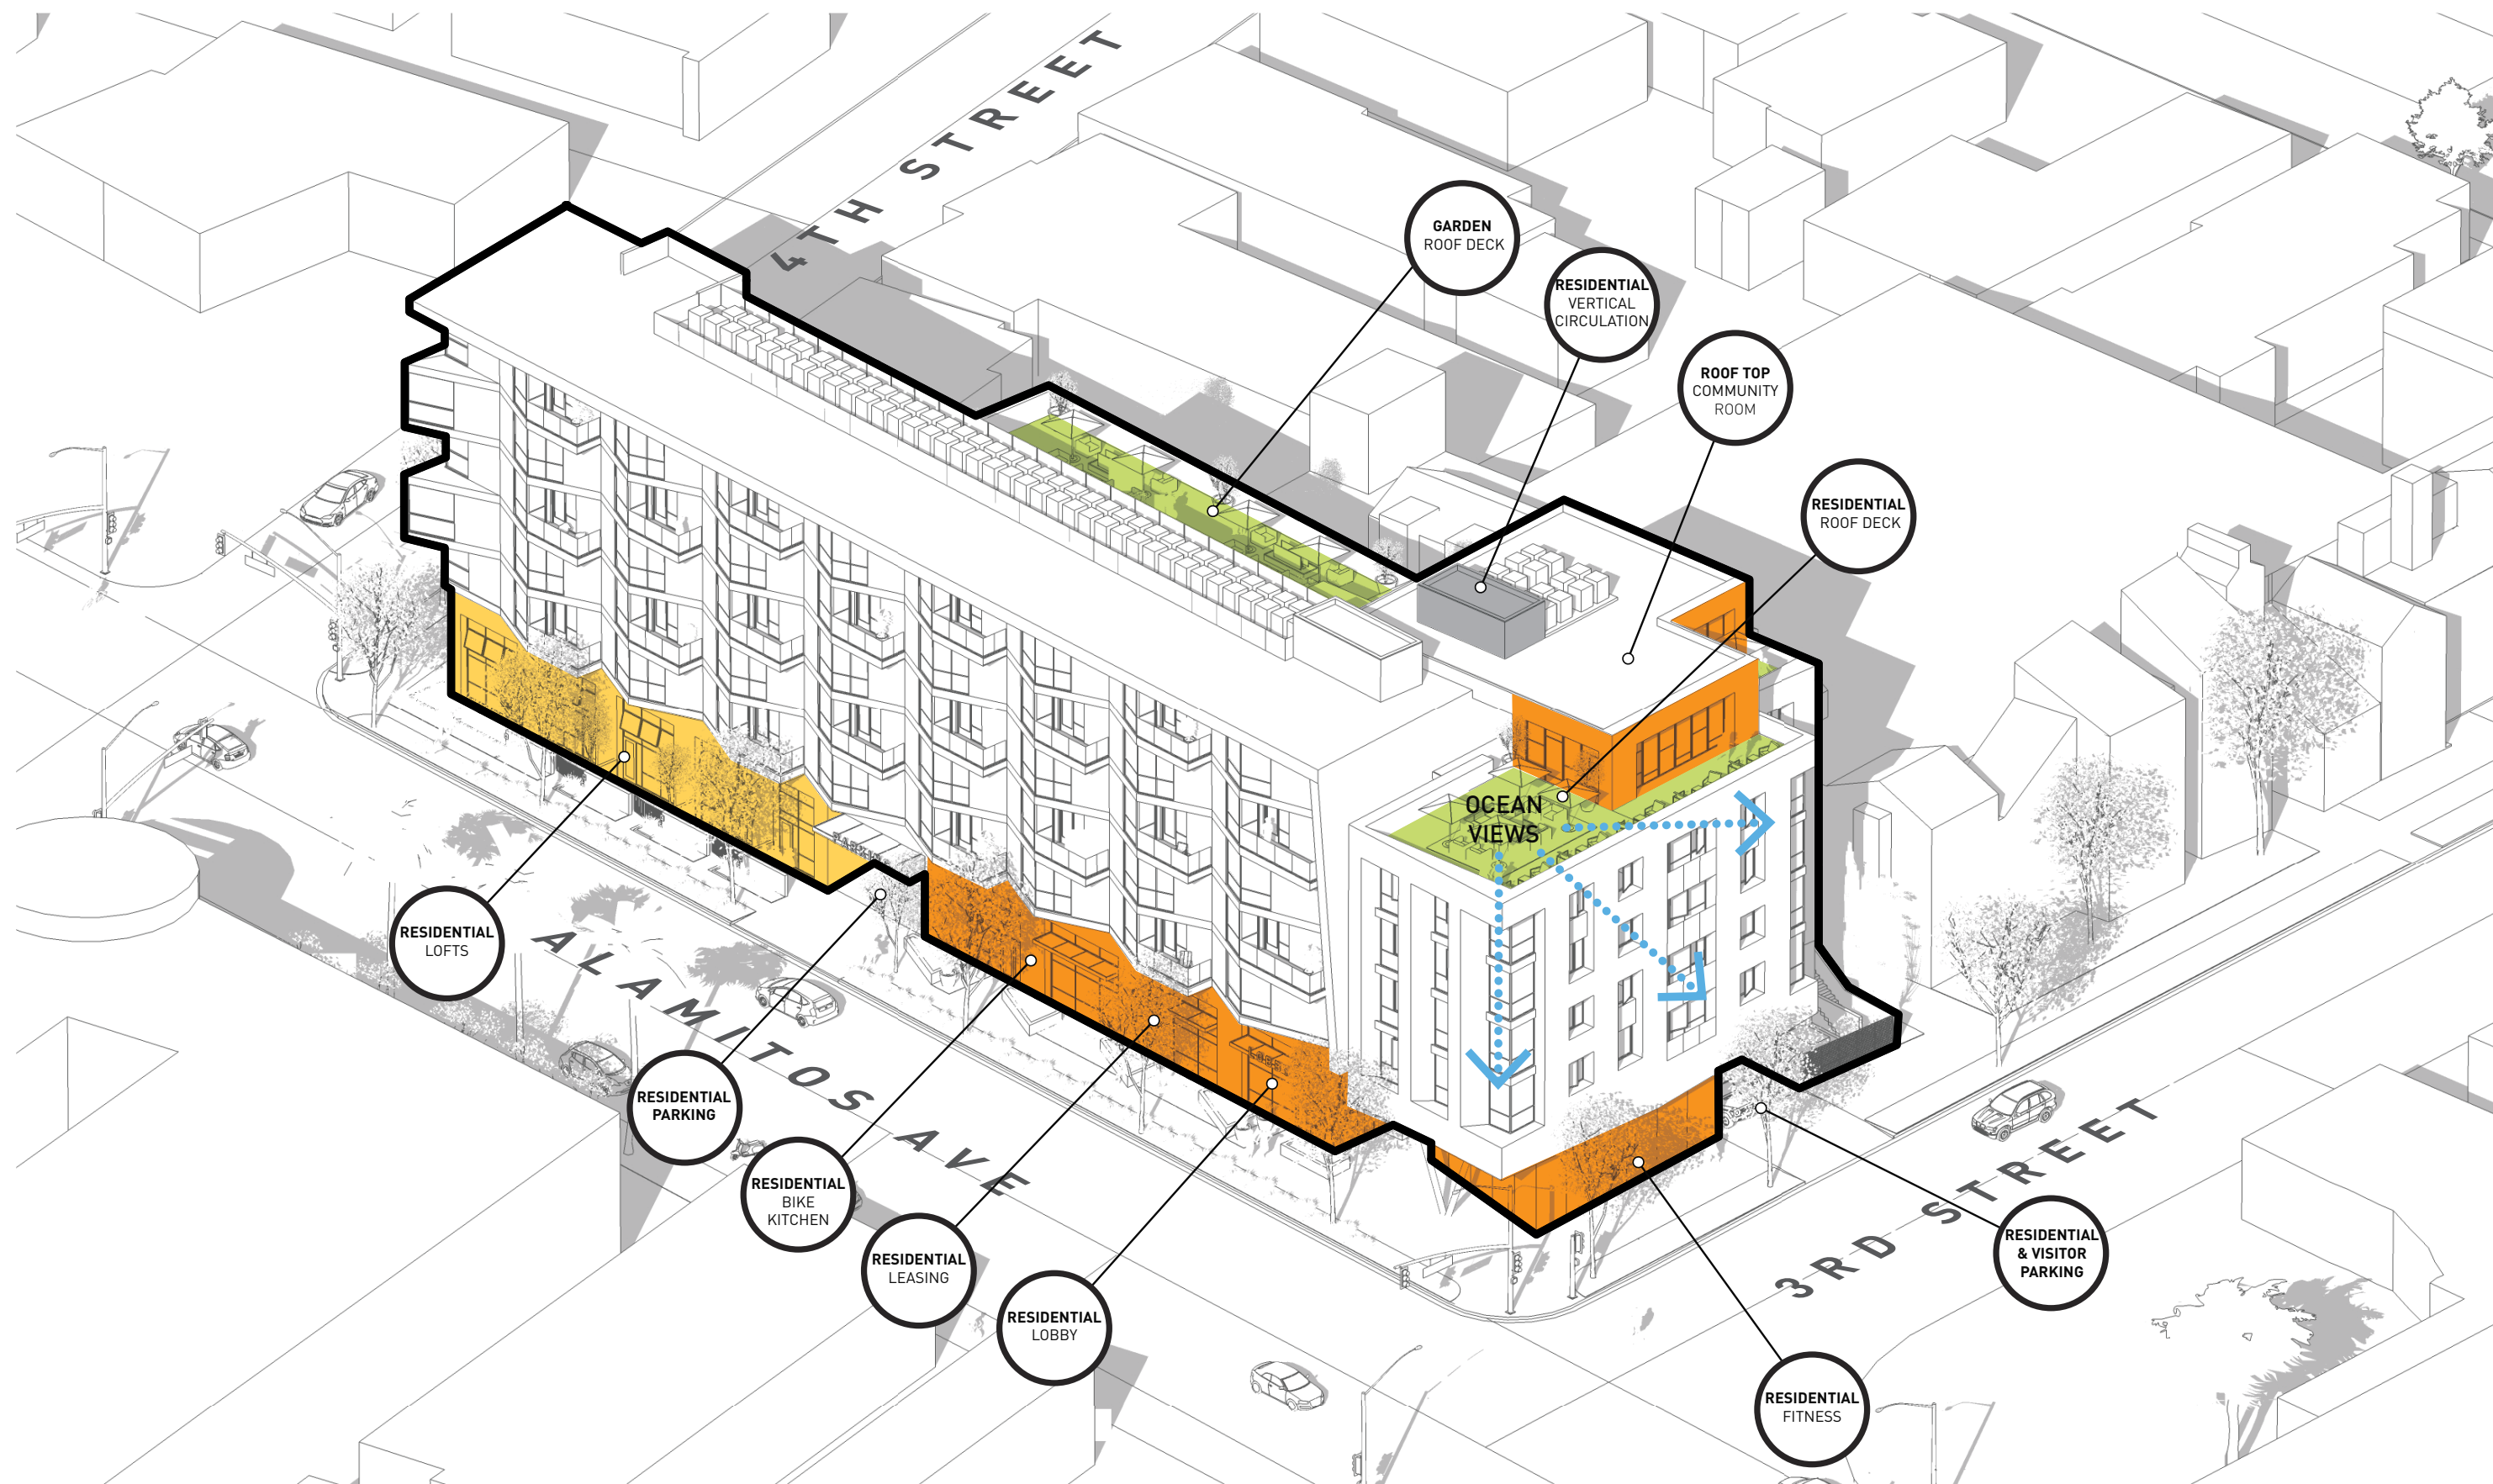 4TH STREET
GARDEN
ROOF DECK
RESIDENTIAL
VERTICAL
CIRCULATION
ROOF TOP
COMMUNITY
ROOM
RESIDENTIAL
ROOF DECK
OCEAN
VIEWS
RESIDENTIAL
LOFTS
ALAMITOS AVE
RESIDENTIAL
PARKING
RESIDENTIAL
BIKE
KITCHEN
RESIDENTIAL
LEASING
RESIDENTIAL
LOBBY
3RD STREET
RESIDENTIAL
& VISITOR
PARKING
RESIDENTIAL
FITNESS